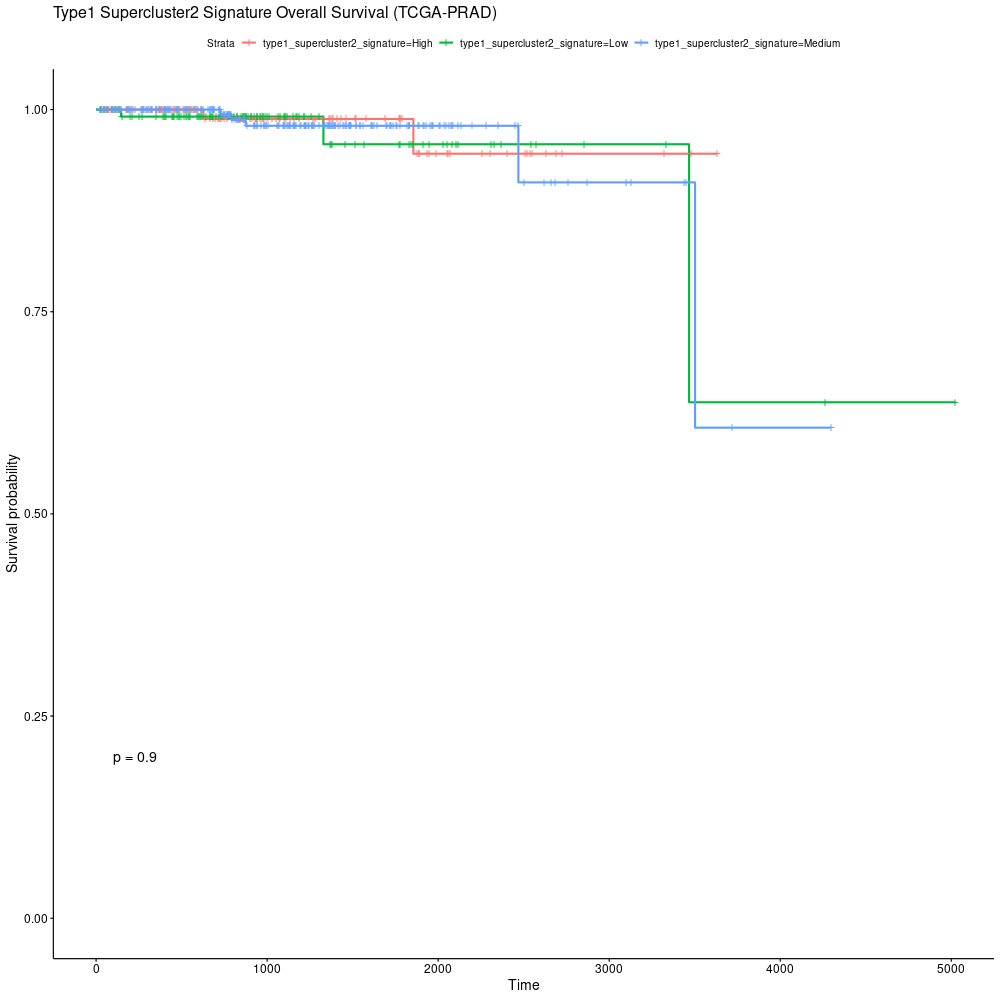 Type1 Supercluster2 Signature Overall Survival (TCGA-PRAD)
Strata type1_supercluster2_signature=High type1_supercluster2_signature=Low type1_supercluster2_signature=Medium
1.00
0.75
0.50
0.25
0.00
Survival probability
p = 0.9
0 1000 2000 3000 4000 5000
Time